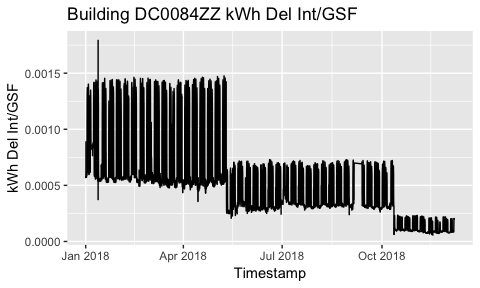 Building DC0084ZZ kWh Del Int/GSF
kWh Del Int/GSF
0.0015
0.0010
0.0005
0.0000
Jan 2018 Apr 2018 Jul 2018 Oct 2018
Timestamp